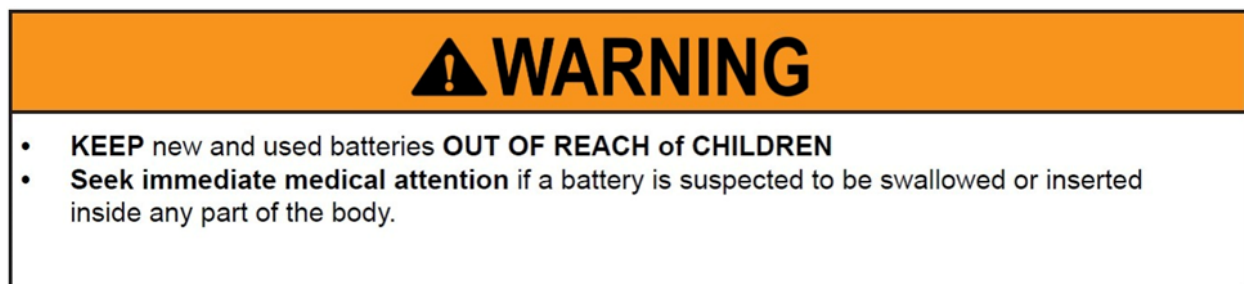 ⚠WARNING
• KEEP new and used batteries OUT OF REACH of CHILDREN
• Seek immediate medical attention if a battery is suspected to be swallowed or inserted
inside any part of the body.